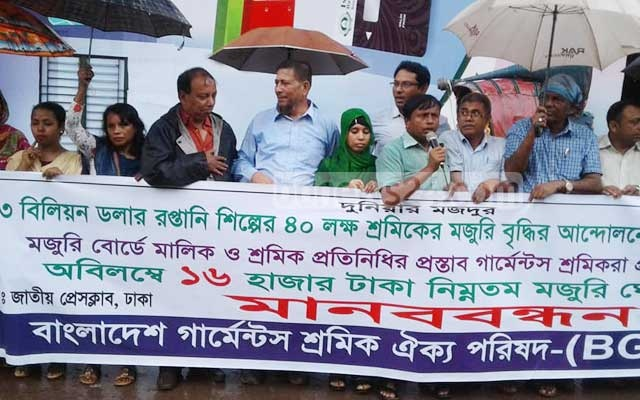 RAK
দুনিয়ার মজদুর
৩ বিলিয়ন ডলার রপ্তানি শিল্পের ৪০ লক্ষ শ্রমিকের মজুরি বৃদ্ধির আন্দোলনে
মজুরি বোর্ডে মালিক ও শ্রমিক প্রতিনিধির প্রস্তাব গার্মেন্টস শ্রমিকরা
অবিলম্বে ১৬ হাজার টাকা নিম্নতম মজুরি ঘো
ঃ জাতীয় প্রেসক্লাব, ঢাকা
মানববন্ধন
বাংলাদেশ গার্মেন্টস শ্রমিক ঐক্য পরিষদ-(BG